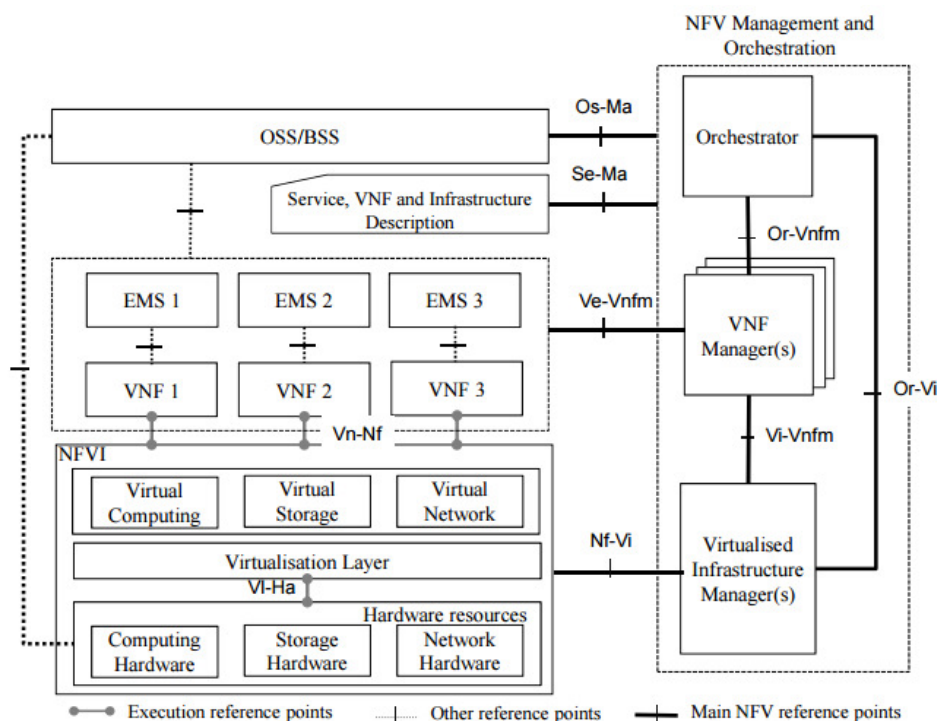 NFV Management and
Orchestration
Os-Ma
OSS/BSS
Orchestrator
Se-Ma
Service, VNF and Infrastructure
Description
Or-Vnfm
EMS 1
EMS 2
EMS 3
Ve-Vnfm
VNF
Manager(s)
VNF 1
VNF 2
VNF 3
Or-Vi
Vn-Nf
Vi-Vnfm
NFVI
Virtual
Computing
Virtual
Storage
Virtual
Network
Virtualisation Layer
Nf-Vi
Virtualised
Infrastructure
Manager(s)
Vl-Ha
Hardware resources
Computing
Hardware
Storage
Hardware
Network
Hardware
Execution reference points
Other reference points
Main NFV reference points